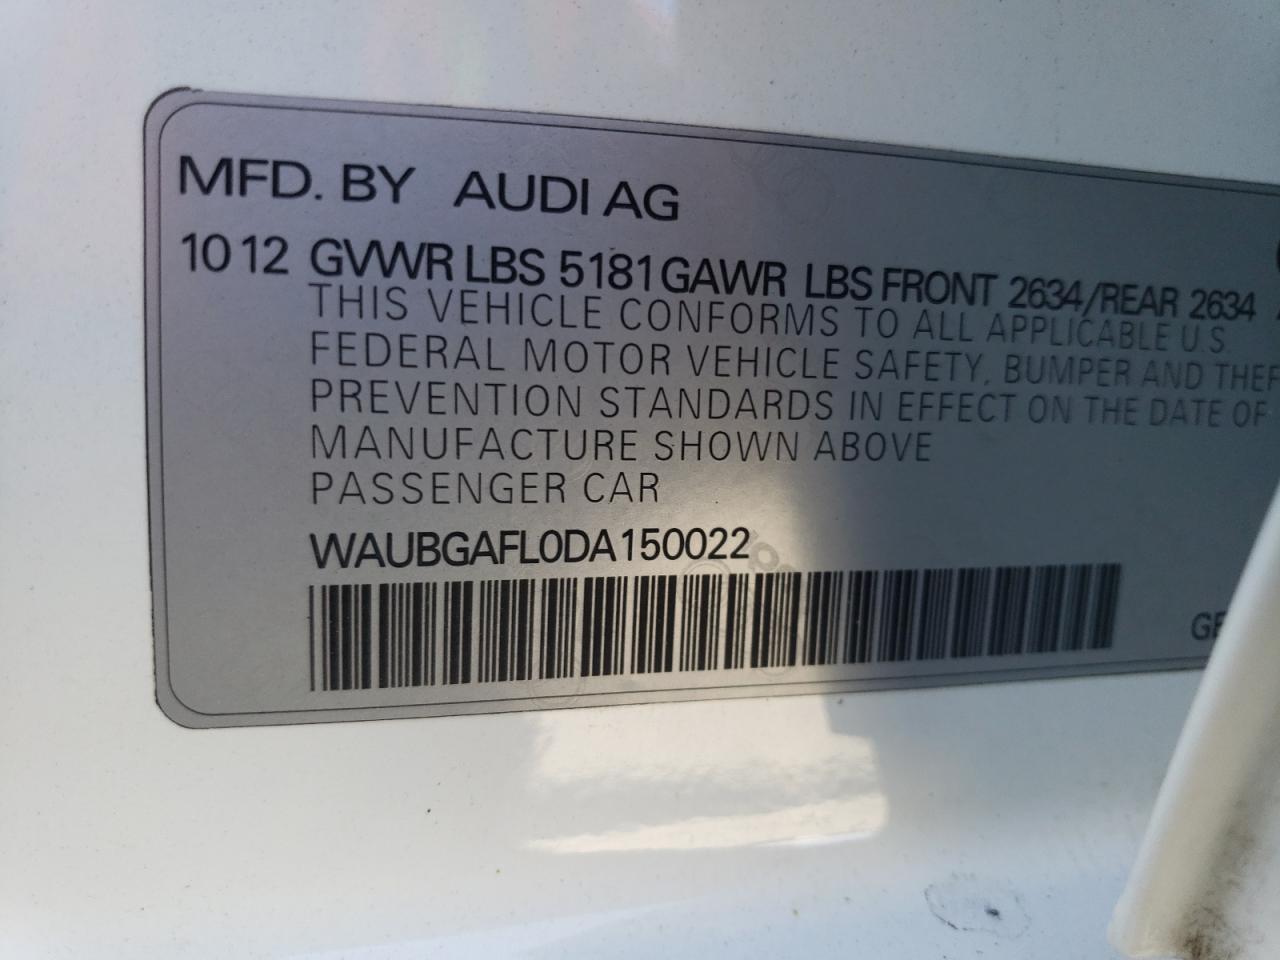 MFD. BY AUDI AG
10 12 GVWR LBS 5181 GAWR LBS FRONT 2634/REAR 2634
THIS VEHICLE CONFORMS TO ALL APPLICABLE U.S.
FEDERAL MOTOR VEHICLE SAFETY, BUMPER AND THEF
PREVENTION STANDARDS IN EFFECT ON THE DATE OF
MANUFACTURE SHOWN ABOVE
PASSENGER CAR
WAUBGAFL0DA150022
GE